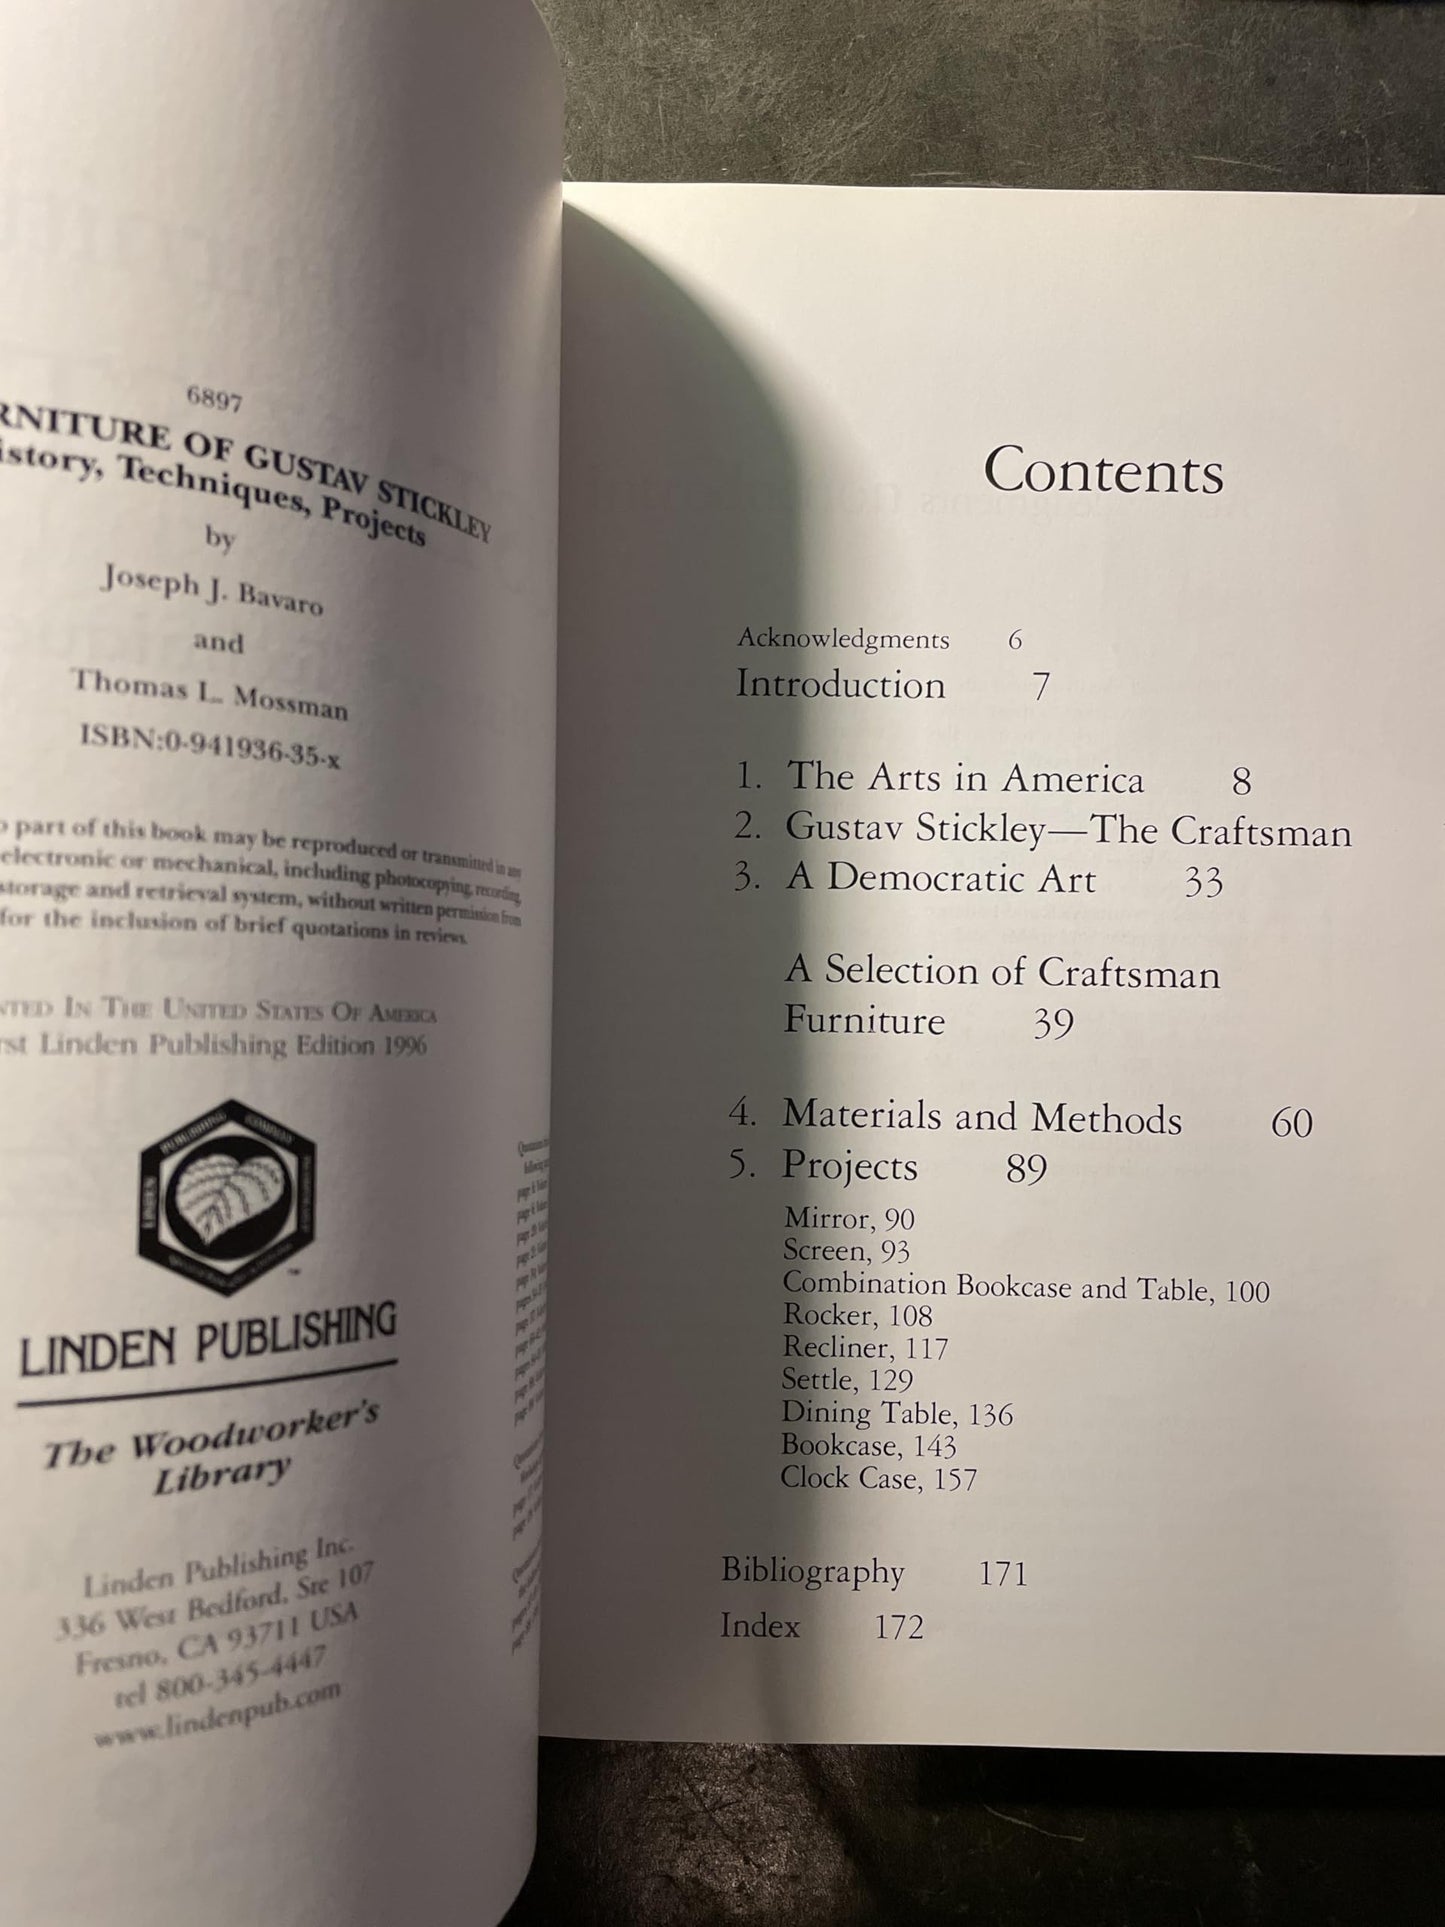 6897
RNITURE OF GUSTAV STICKLEY
istory, Techniques, Projects
by
Joseph J. Bavaro
and
Thomas L. Mossman
ISBN:0-941936-35-x
part of this book may be reproduced or transmitted in any
electronic or mechanical, including photocopying, recording,
storage and retrieval system, without written permission from
for the inclusion of brief quotations in reviews.
NTED IN THE UNITED STATES OF AMERICA
rst Linden Publishing Edition 1996
LINDEN PUBLISHING
The Woodworker's
Library
Linden Publishing Inc.
336 West Bedford, Ste 107
Fresno, CA 93711 USA
tel 800-345-4447
www.lindenpub.com
Contents
Acknowledgments 6
Introduction 7
1. The Arts in America 8
2. Gustav Stickley—The Craftsman
3. A Democratic Art 33
A Selection of Craftsman
Furniture 39
4. Materials and Methods 60
5. Projects 89
Mirror, 90
Screen, 93
Combination Bookcase and Table, 100
Rocker, 108
Recliner, 117
Settle, 129
Dining Table, 136
Bookcase, 143
Clock Case, 157
Bibliography 171
Index 172